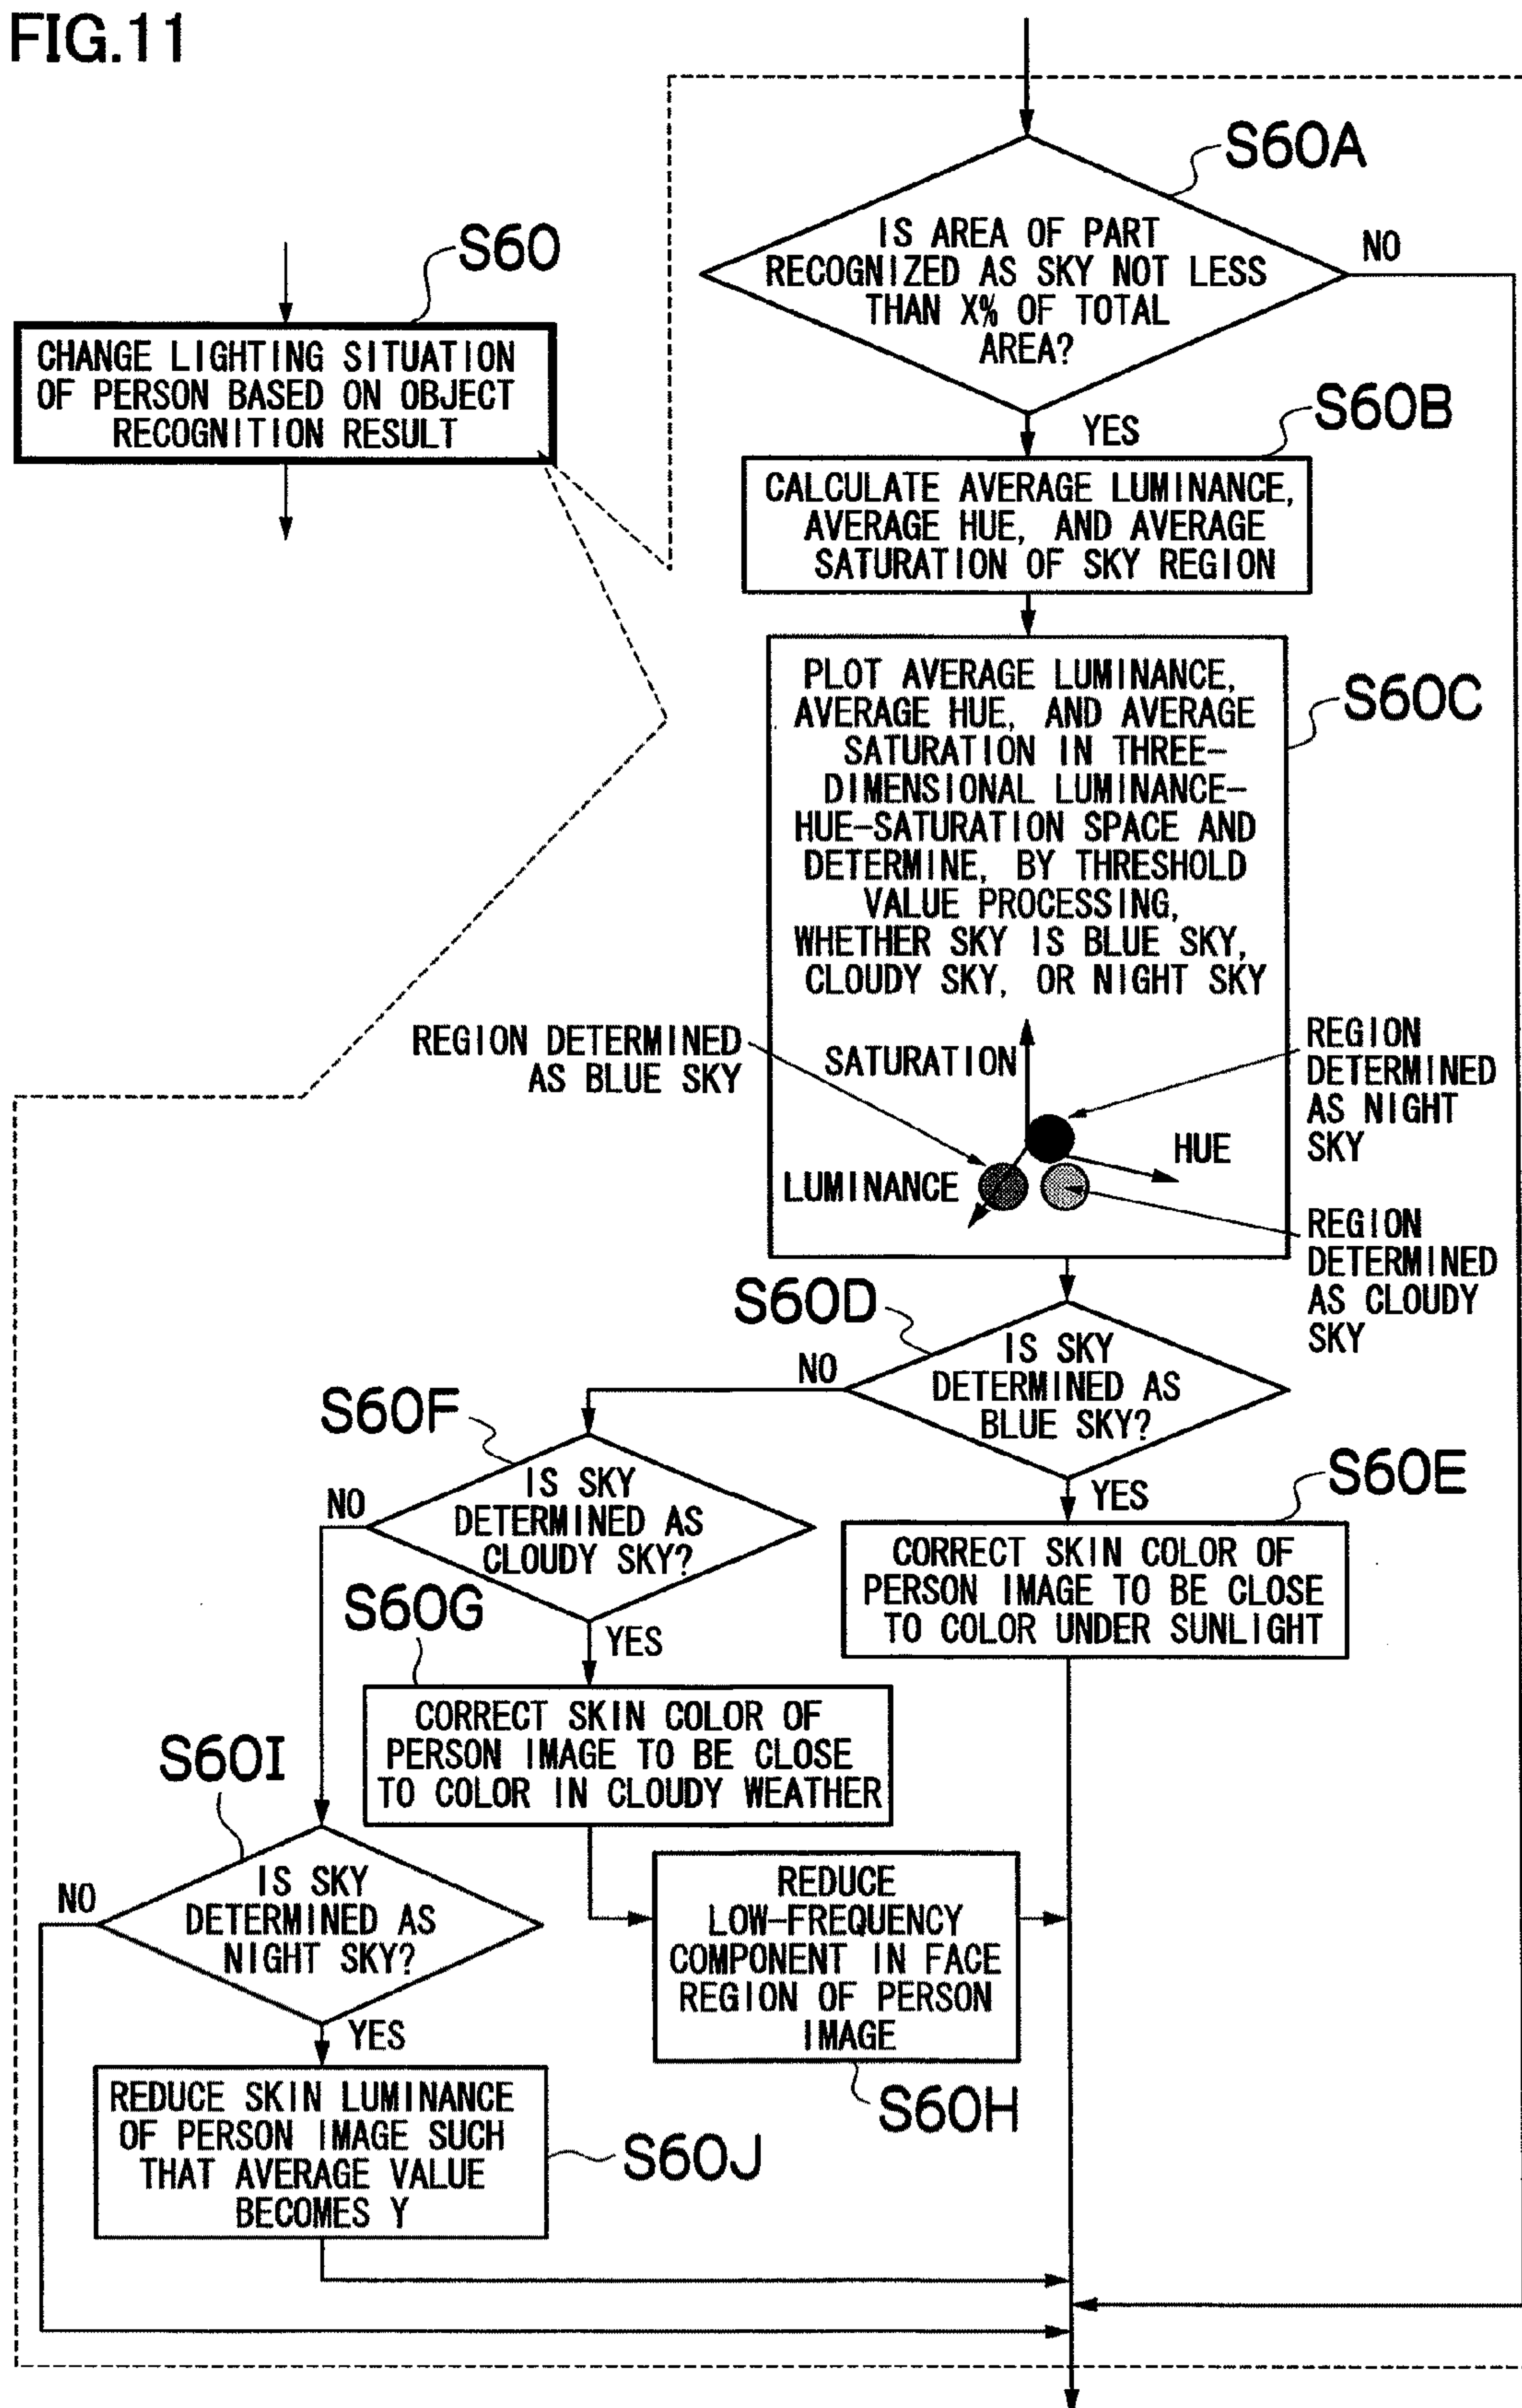 FIG.11
S60
CHANGE LIGHTING SITUATION
OF PERSON BASED ON OBJECT
RECOGNITION RESULT
S60A
IS AREA OF PART
RECOGNIZED AS SKY NOT LESS
THAN X% OF TOTAL
AREA?
NO
YES
S60B
CALCULATE AVERAGE LUMINANCE,
AVERAGE HUE, AND AVERAGE
SATURATION OF SKY REGION
S60C
PLOT AVERAGE LUMINANCE,
AVERAGE HUE, AND AVERAGE
SATURATION IN THREE-
DIMENSIONAL LUMINANCE-
HUE-SATURATION SPACE AND
DETERMINE, BY THRESHOLD
VALUE PROCESSING,
WHETHER SKY IS BLUE SKY,
CLOUDY SKY, OR NIGHT SKY
REGION DETERMINED
AS BLUE SKY
SATURATION
REGION
DETERMINED
AS NIGHT
SKY
HUE
LUMINANCE
REGION
DETERMINED
AS CLOUDY
SKY
S60D
IS SKY
DETERMINED AS
BLUE SKY?
NO
YES
S60E
CORRECT SKIN COLOR OF
PERSON IMAGE TO BE CLOSE
TO COLOR UNDER SUNLIGHT
S60F
IS SKY
DETERMINED AS
CLOUDY SKY?
NO
YES
S60G
CORRECT SKIN COLOR OF
PERSON IMAGE TO BE CLOSE
TO COLOR IN CLOUDY WEATHER
REDUCE
LOW-FREQUENCY
COMPONENT IN FACE
REGION OF PERSON
IMAGE
S60H
S60I
IS SKY
DETERMINED AS
NIGHT SKY?
NO
YES
REDUCE SKIN LUMINANCE
OF PERSON IMAGE SUCH
THAT AVERAGE VALUE
BECOMES Y
S60J